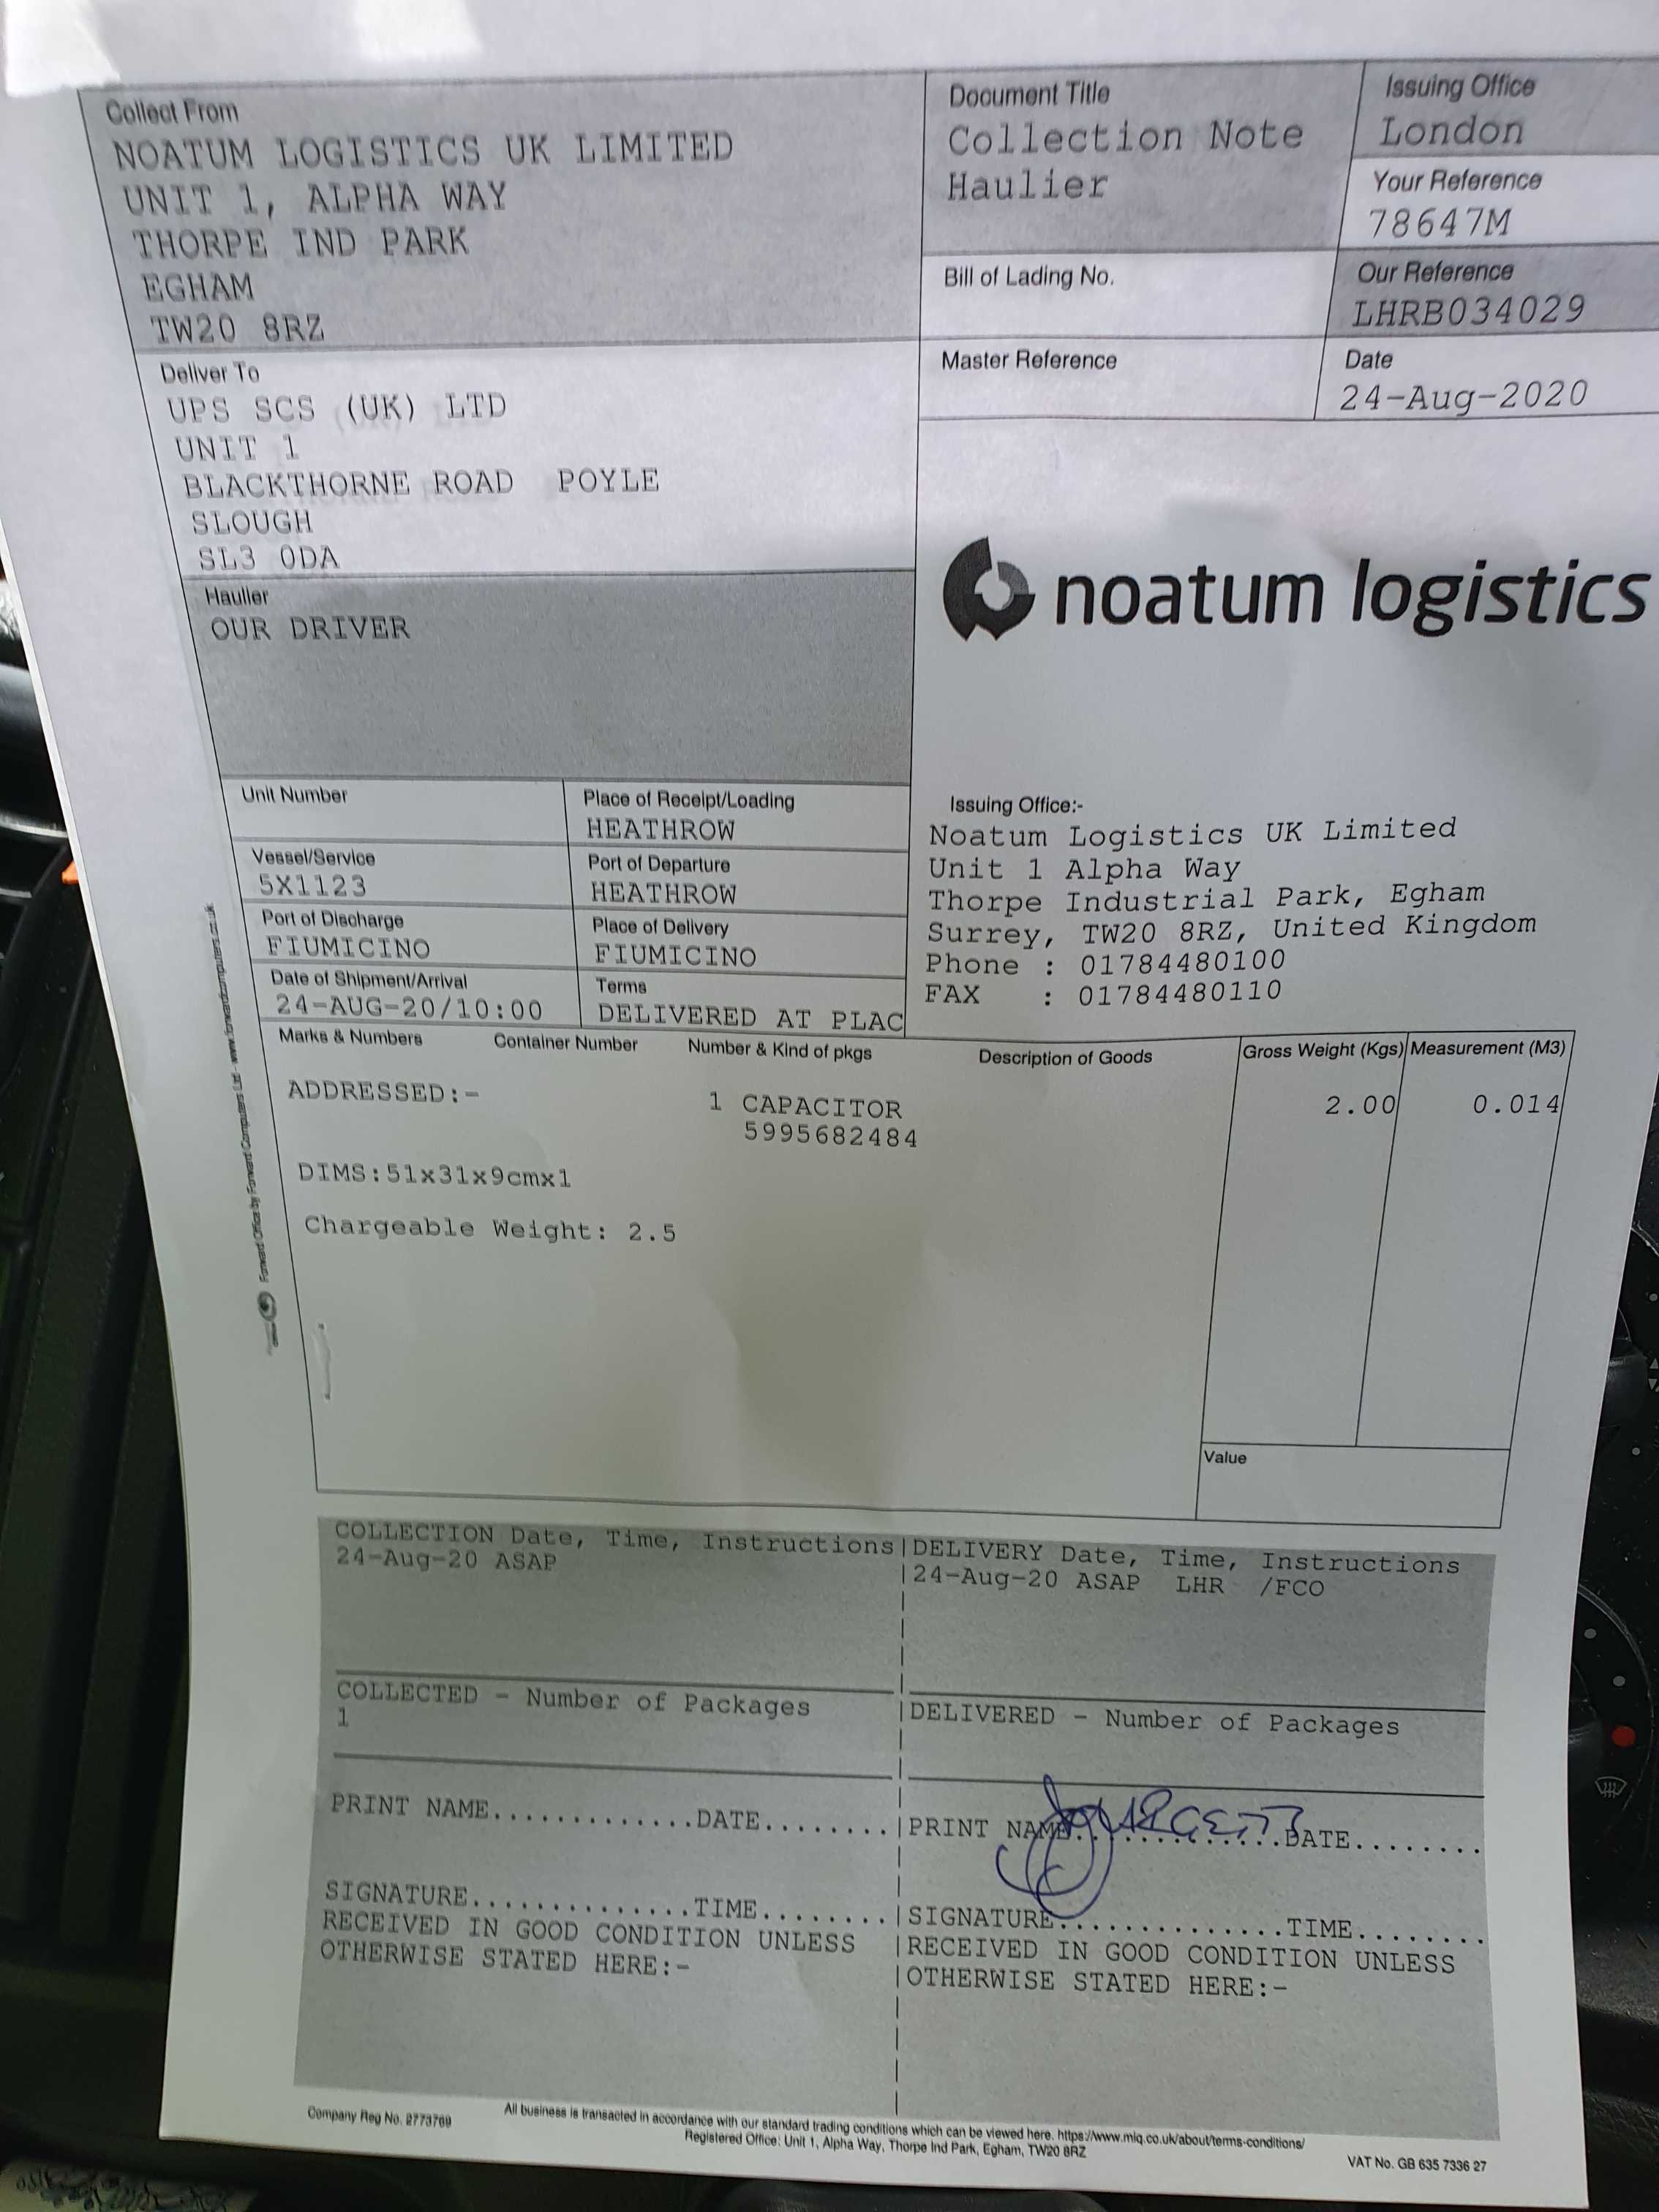 Collect From
NOATUM LOGISTICS UK LIMITED
UNIT 1, ALPHA WAY
THORPE IND PARK
EGHAM
TW20 8RZ
Document Title
Collection Note
Haulier
Issuing Office
London
Your Reference
78647M
Bill of Lading No.
Our Reference
LHRB034029
Master Reference
Date
24-Aug-2020
Deliver To
UPS SCS (UK) LTD
UNIT 1
BLACKTHORNE ROAD POYLE
SLOUGH
SL3 0DA
noatum logistics
Haulier
OUR DRIVER
Unit Number
Place of Receipt/Loading
HEATHROW
Vessel/Service
5X1123
Port of Departure
HEATHROW
Port of Discharge
FIUMICINO
Place of Delivery
FIUMICINO
Date of Shipment/Arrival
24-AUG-20/10:00
Terms
DELIVERED AT PLAC
Issuing Office:-
Noatum Logistics UK Limited
Unit 1 Alpha Way
Thorpe Industrial Park, Egham
Surrey, TW20 8RZ, United Kingdom
Phone : 01784480100
FAX : 01784480110
Marks & Numbers Container Number Number & Kind of pkgs Description of Goods Gross Weight (Kgs) Measurement (M3)
ADDRESSED:- 1 CAPACITOR 2.00 0.014
5995682484
DIMS:51x31x9cmx1
Chargeable Weight: 2.5
Value
Forward Office by Forward Computers Ltd - www.forwardcomputers.co.uk
COLLECTION Date, Time, Instructions
24-Aug-20 ASAP
DELIVERY Date, Time, Instructions
24-Aug-20 ASAP LHR /FCO
COLLECTED - Number of Packages
1
DELIVERED - Number of Packages
PRINT NAME.............DATE........
PRINT NAME.............DATE........
SIGNATURE..............TIME........
RECEIVED IN GOOD CONDITION UNLESS
OTHERWISE STATED HERE:-
SIGNATURE..............TIME........
RECEIVED IN GOOD CONDITION UNLESS
OTHERWISE STATED HERE:-
Company Reg No. 2773769
All business is transacted in accordance with our standard trading conditions which can be viewed here. https://www.miq.co.uk/about/terms-conditions/
Registered Office: Unit 1, Alpha Way, Thorpe Ind Park, Egham, TW20 8RZ
VAT No. GB 635 7336 27